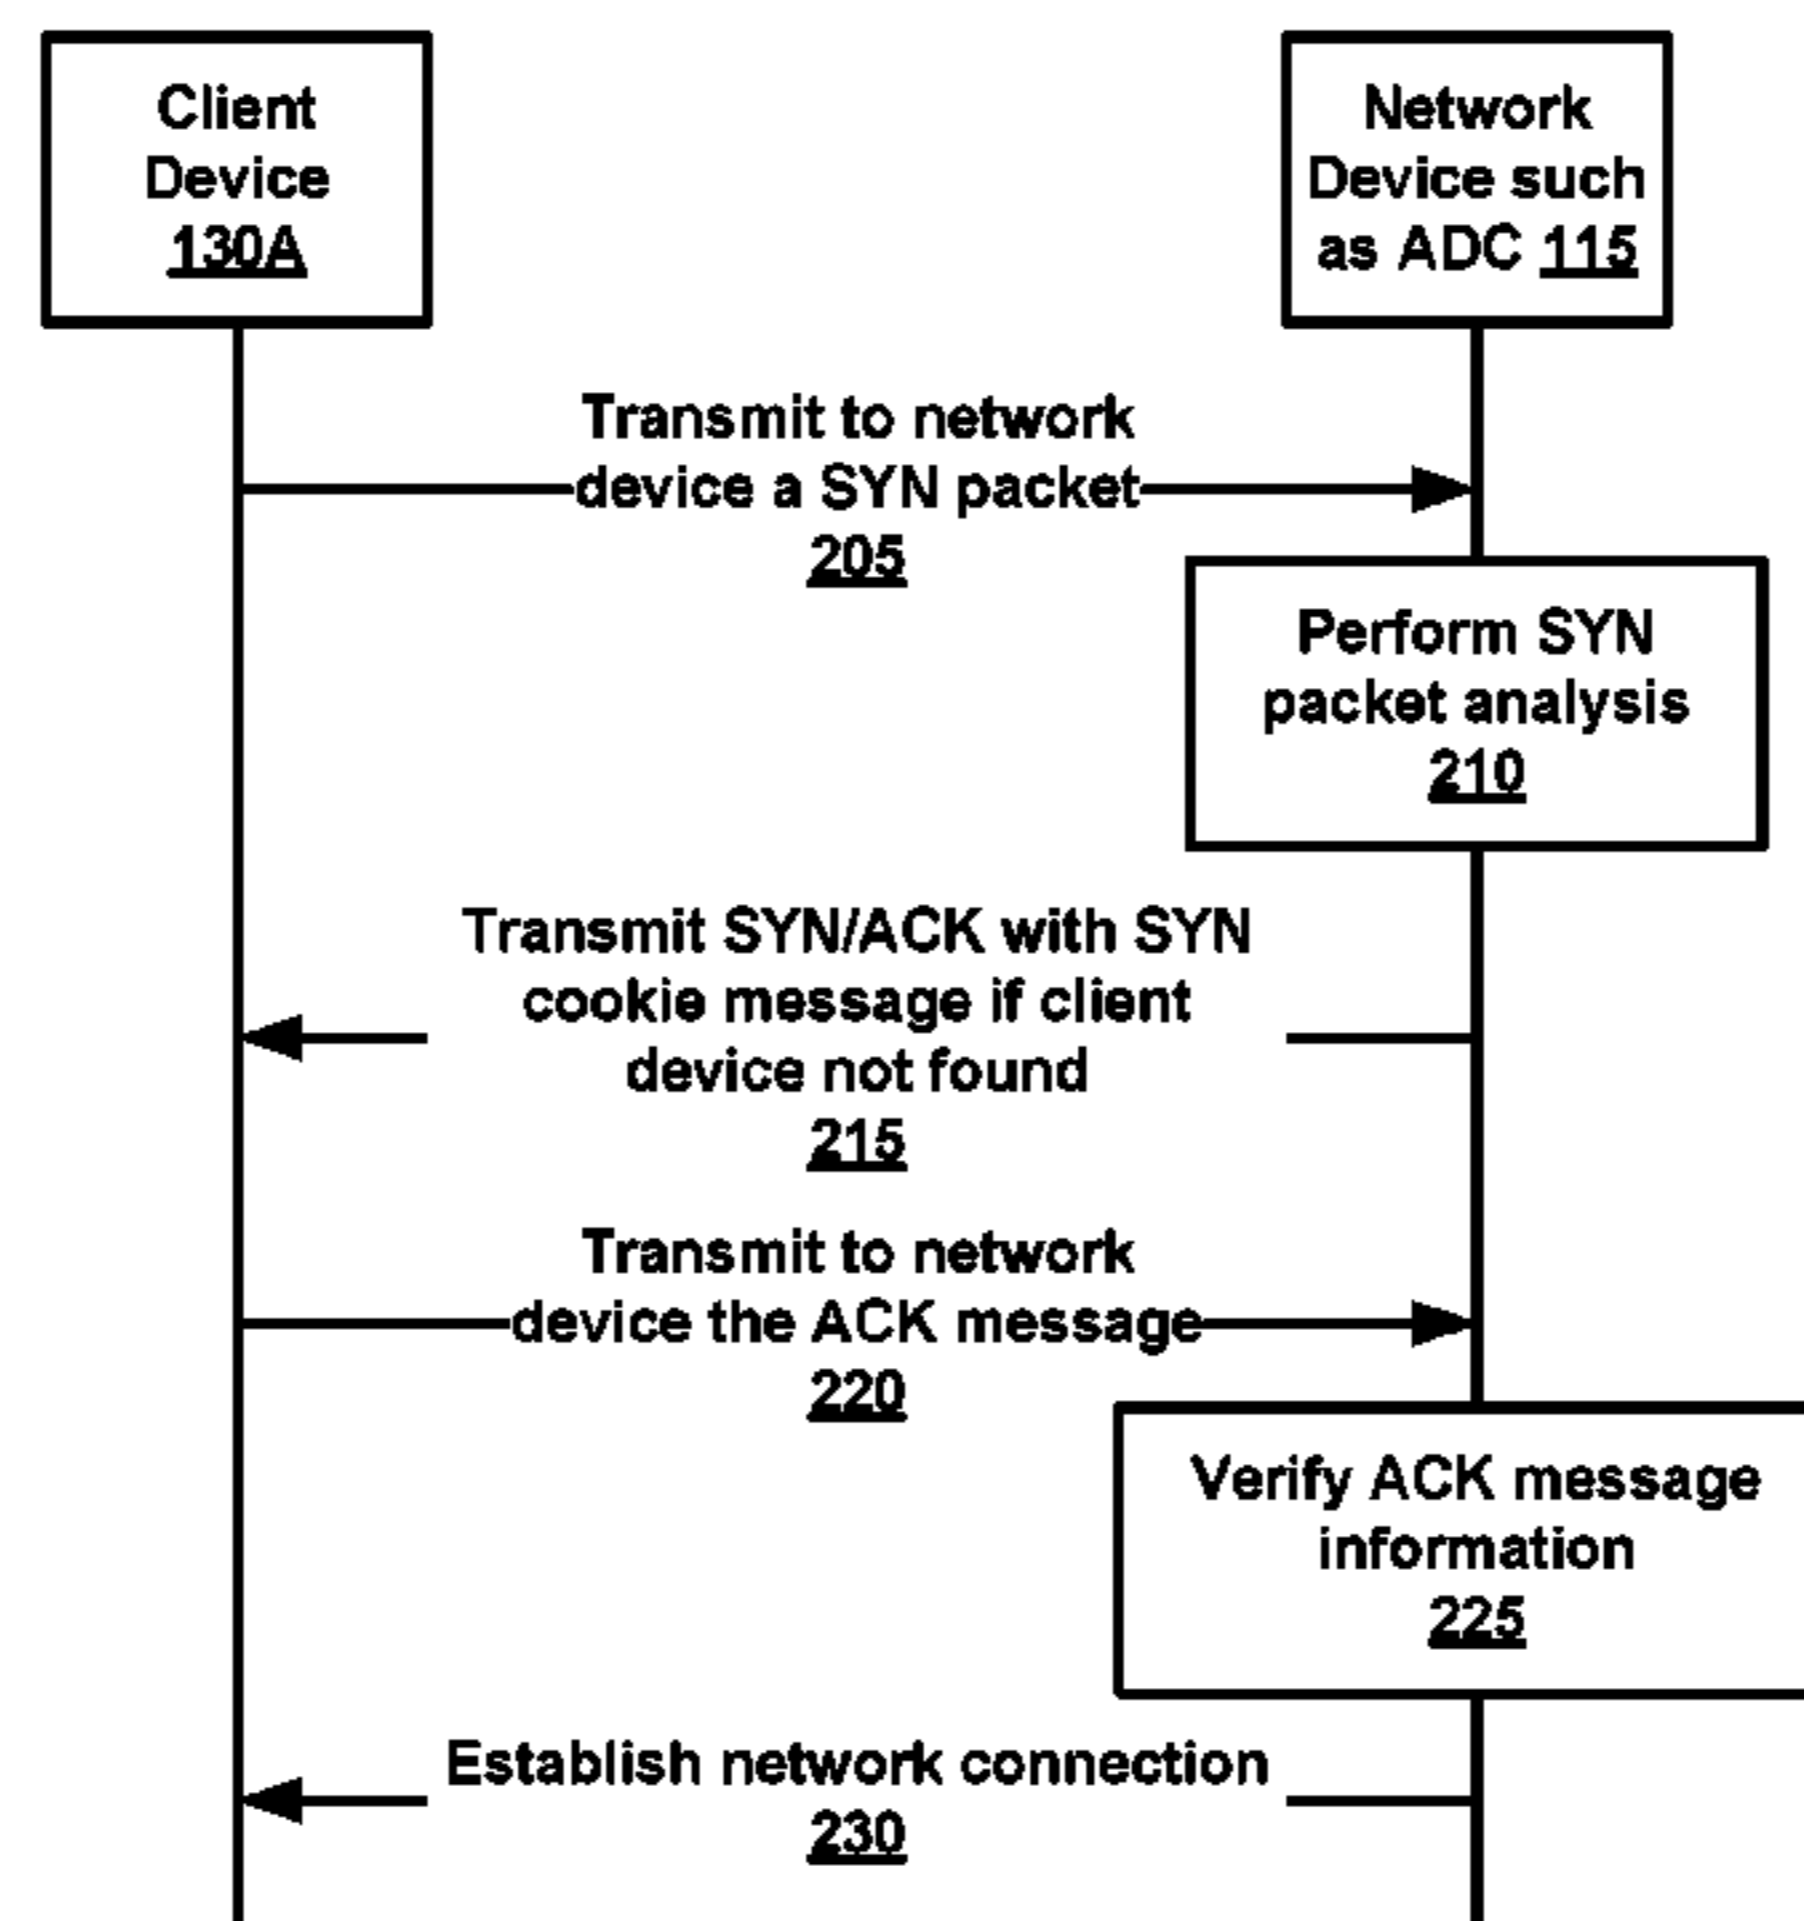 Client
Device
130A
Network
Device such
as ADC 115
Transmit to network
device a SYN packet
205
Perform SYN
packet analysis
210
Transmit SYN/ACK with SYN
cookie message if client
device not found
215
Transmit to network
device the ACK message
220
Verify ACK message
information
225
Establish network connection
230